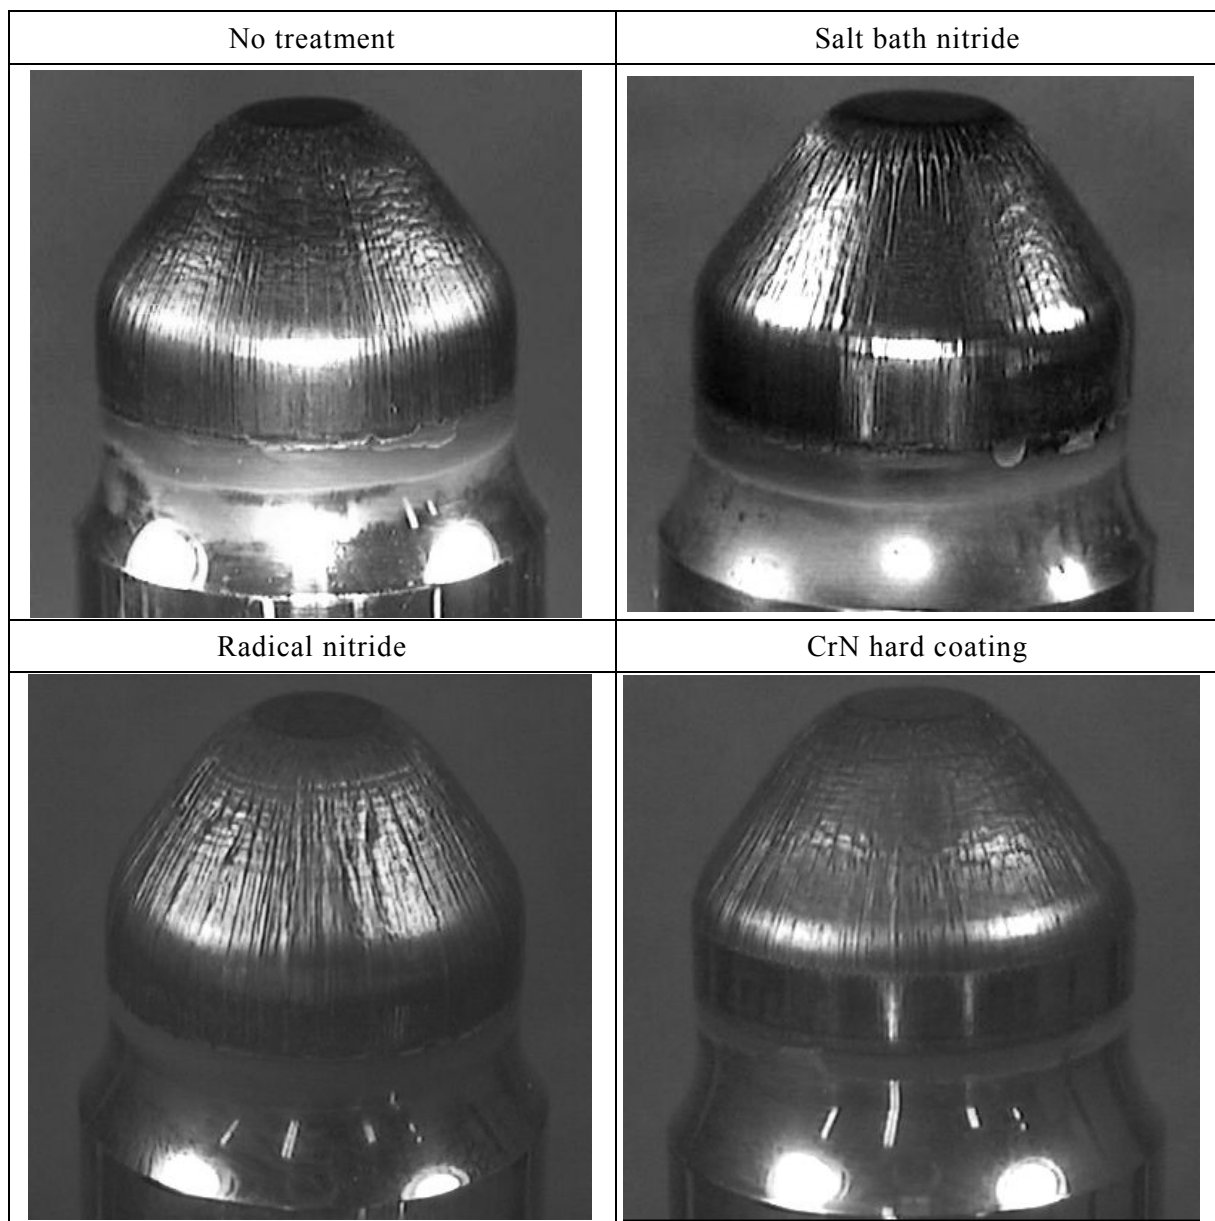 No treatment
Salt bath nitride
Radical nitride
CrN hard coating